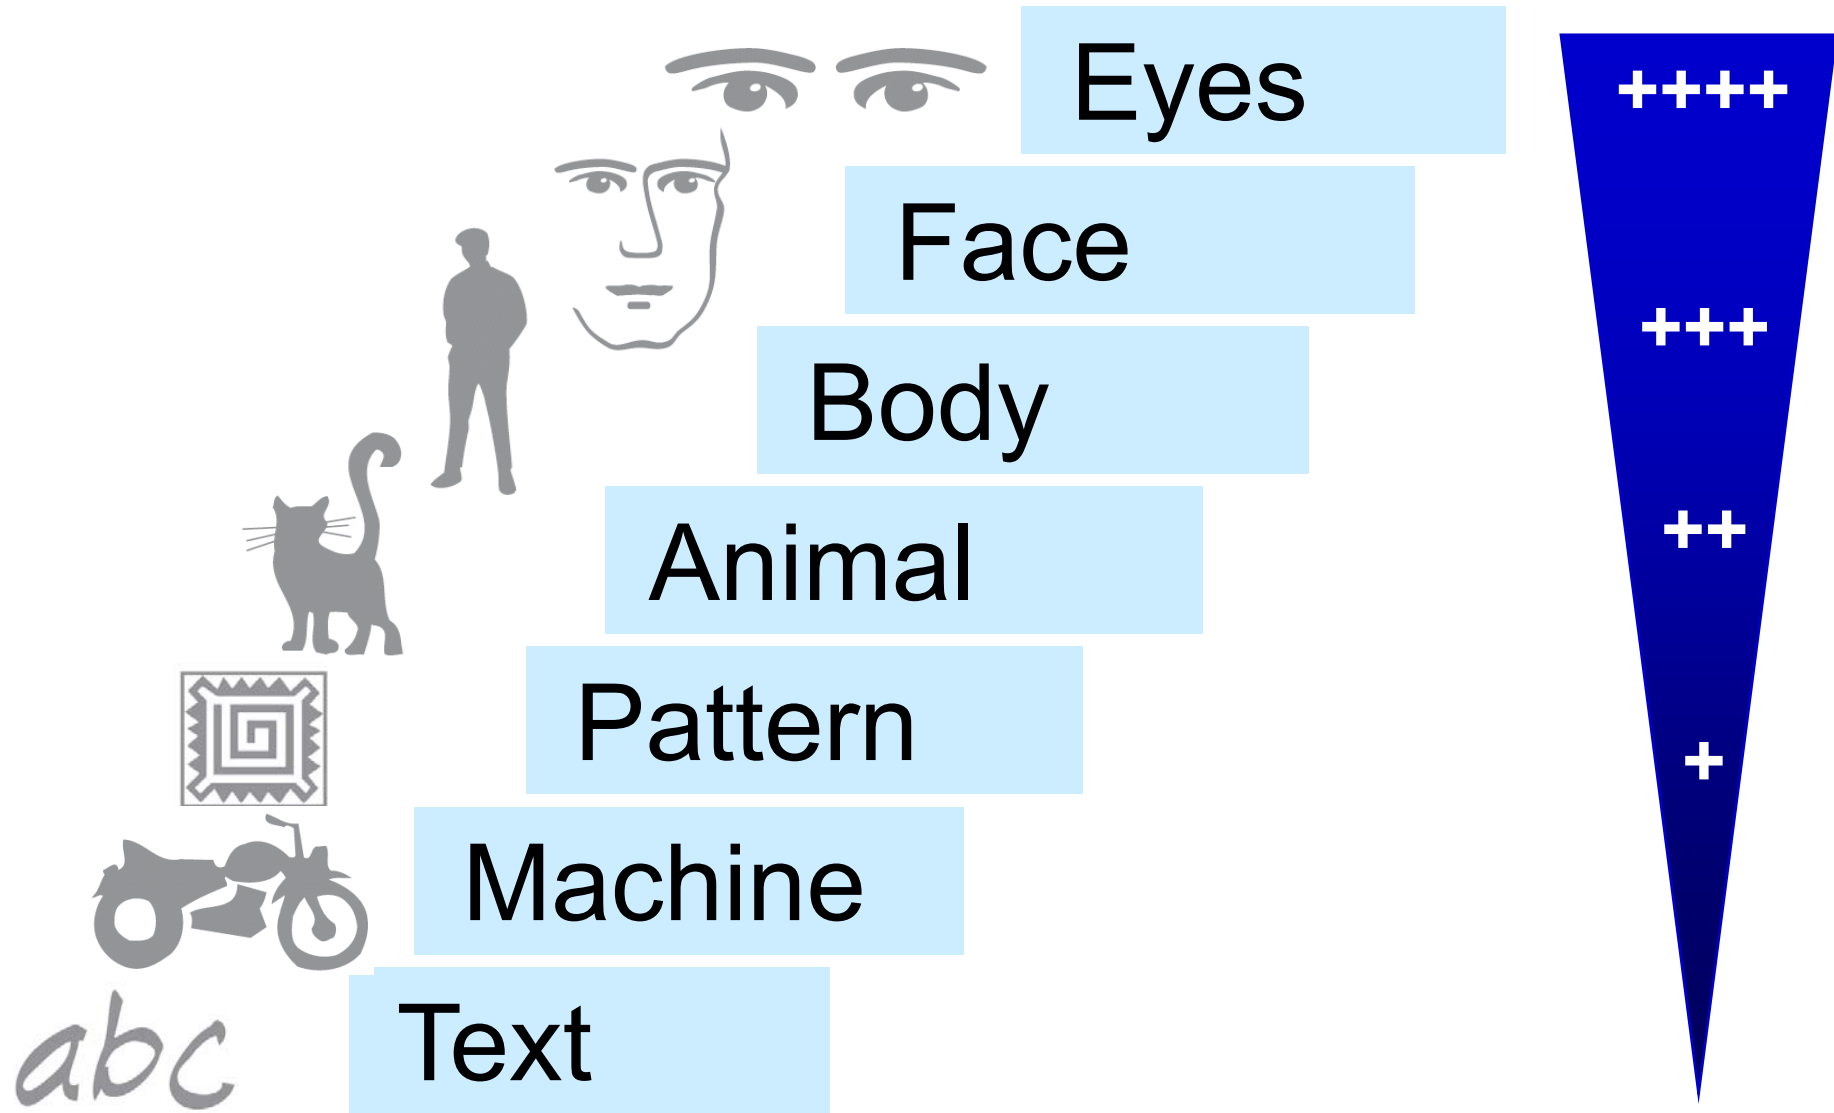 Eyes
++++
Face
+++
Body
++
Animal
Pattern
+
Machine
abc
Text